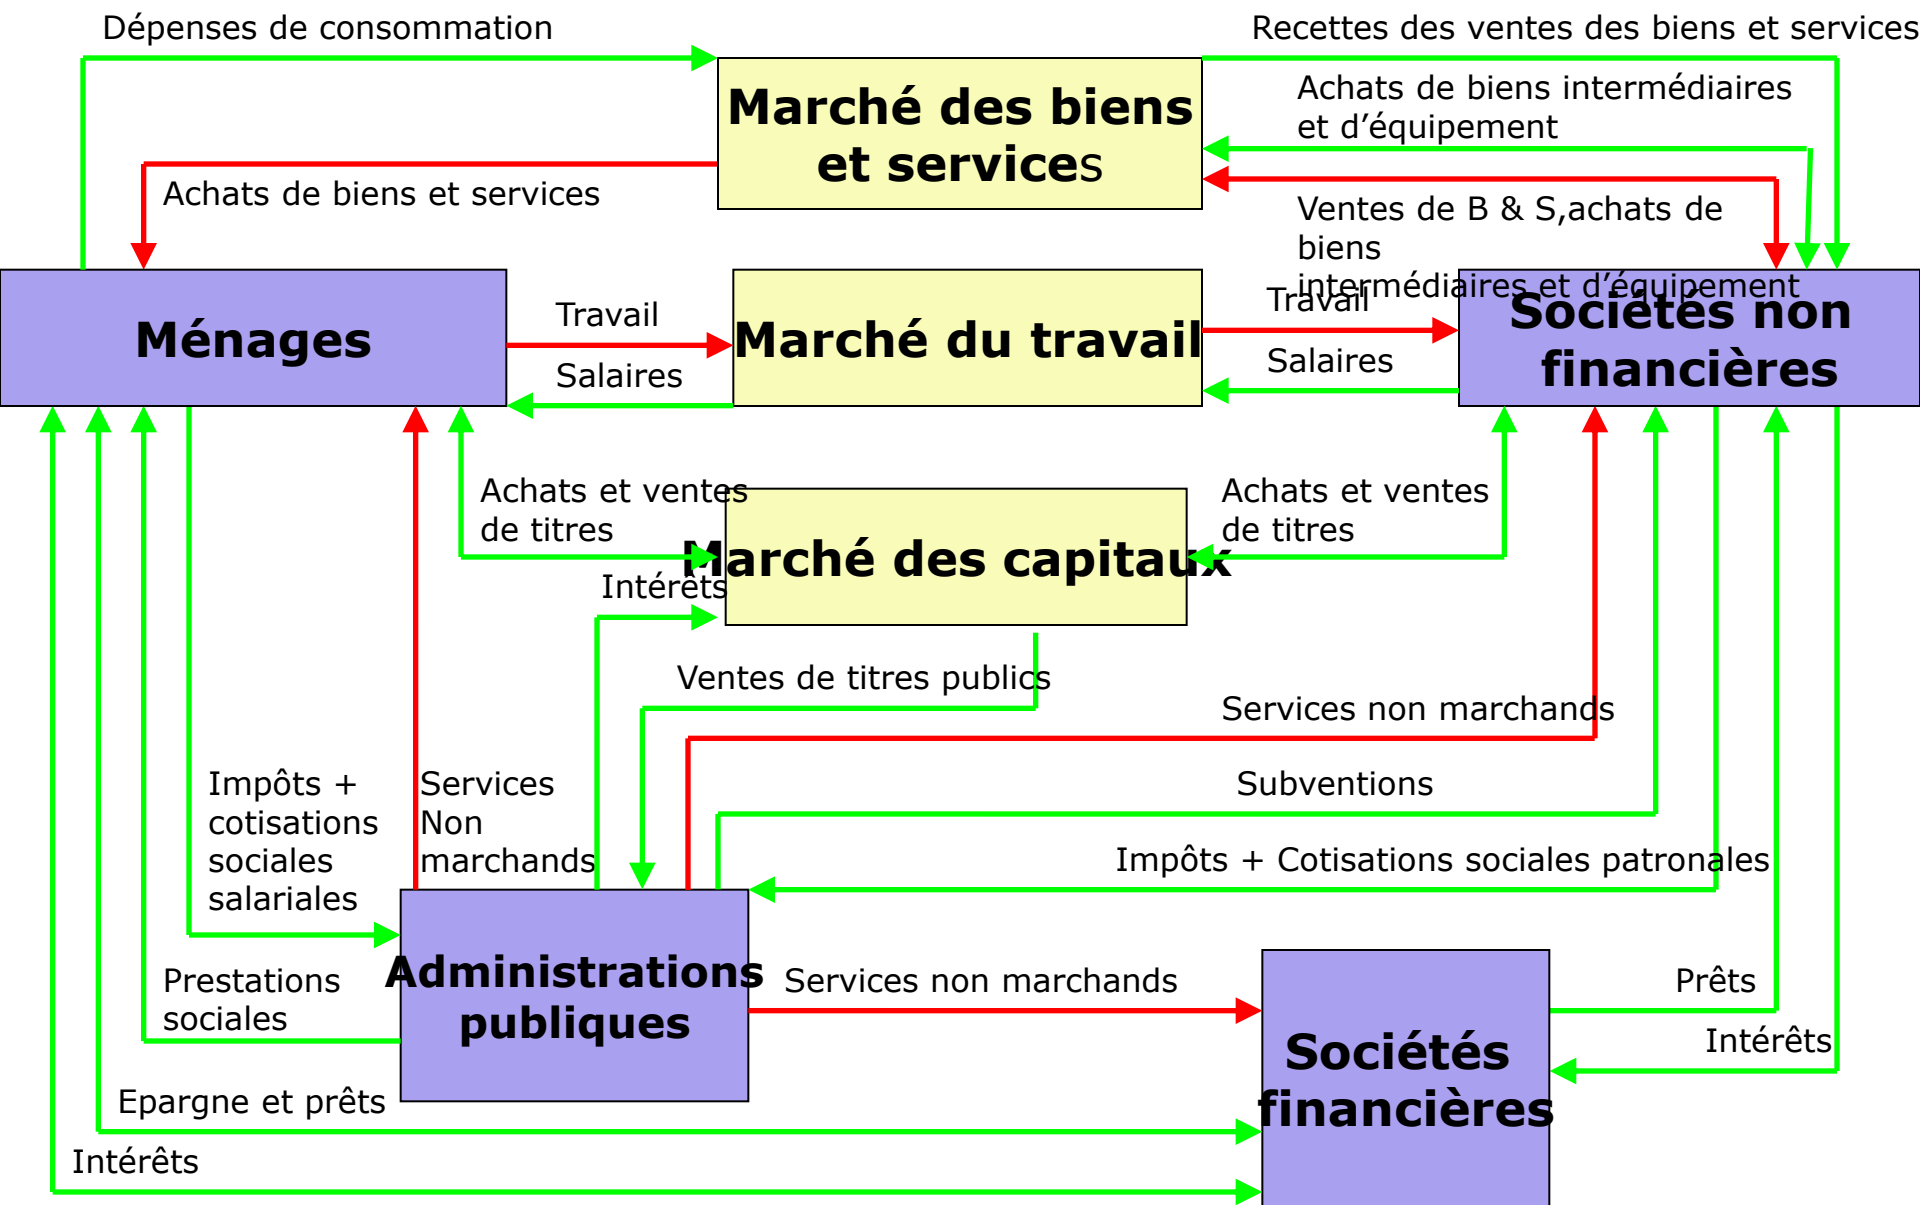 Dépenses de consommation
Recettes des ventes des biens et services
Marché des biens
et services
Achats de biens intermédiaires
et d’équipement
Achats de biens et services
Ventes de B & S,achats de
biens
intermédiaires et d’équipement
Ménages
Travail
Salaires
Marché du travail
Travail
Salaires
Sociétés non
financières
Achats et ventes
de titres
Marché des capitaux
Achats et ventes
de titres
Intérêts
Ventes de titres publics
Services non marchands
Impôts +
cotisations
sociales
salariales
Services
Non
marchands
Subventions
Impôts + Cotisations sociales patronales
Administrations
publiques
Services non marchands
Prestations
sociales
Sociétés
financières
Prêts
Intérêts
Epargne et prêts
Intérêts